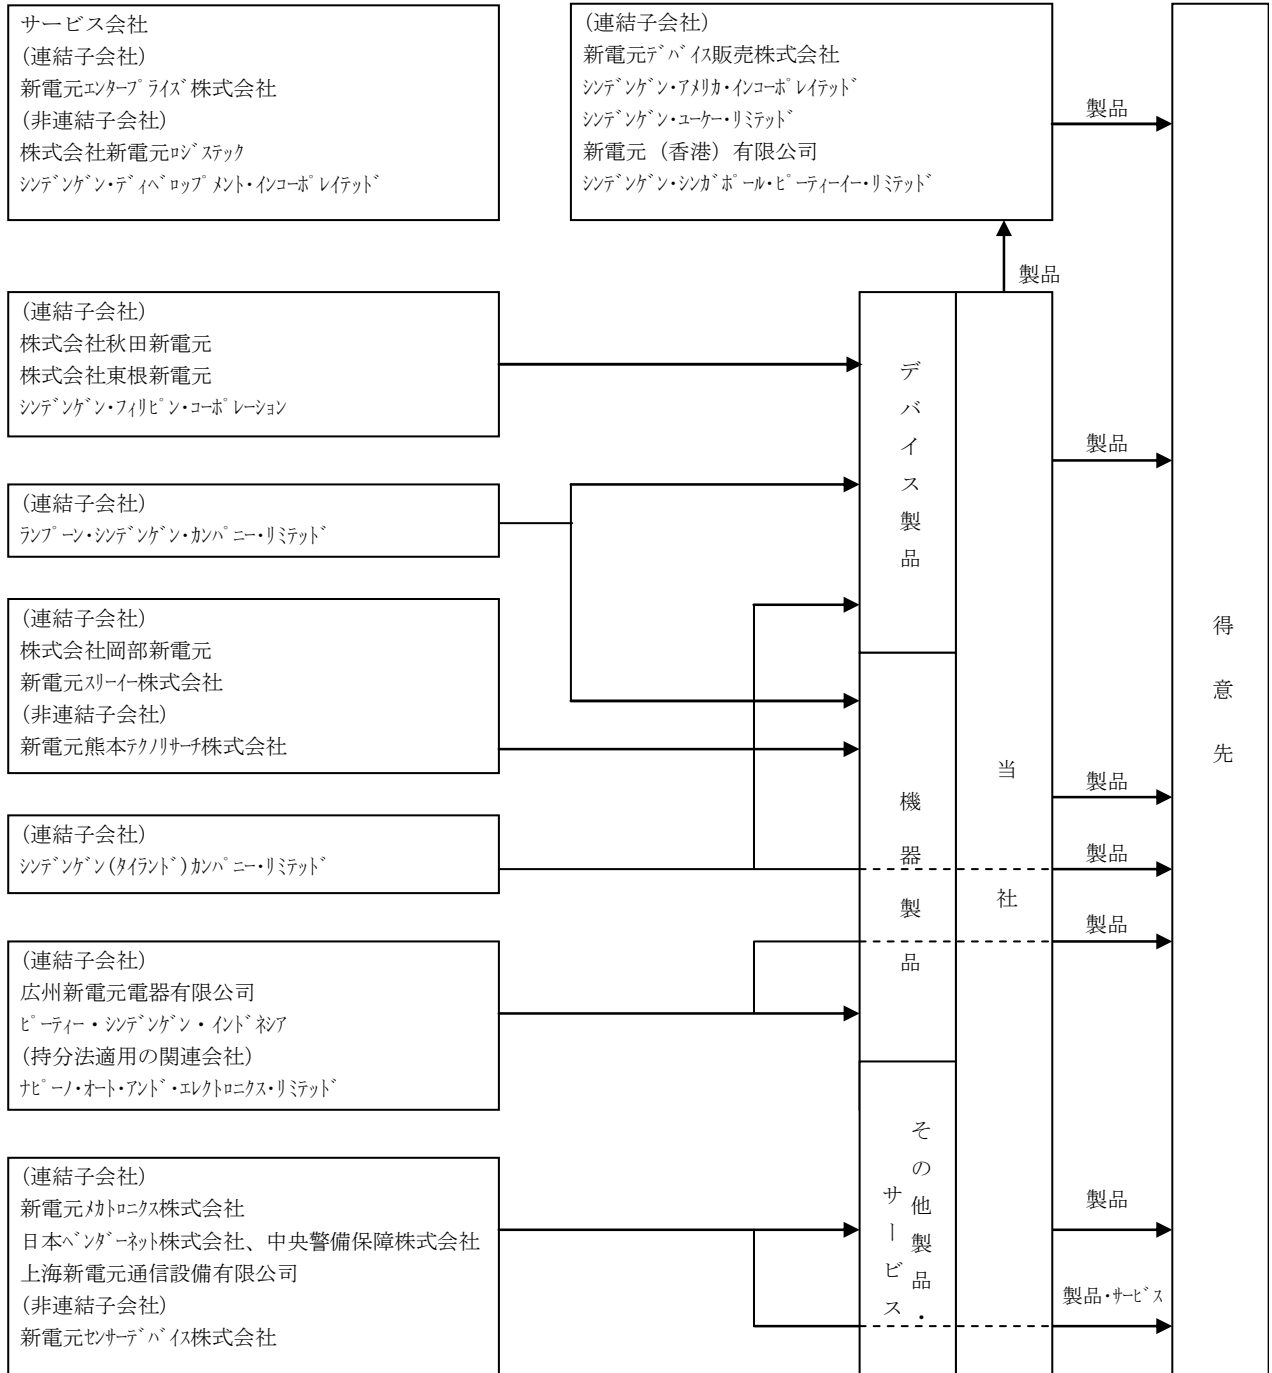 サービス会社
(連結子会社)
新電元ｴﾝﾀｰﾌﾟﾗｲｽﾞ株式会社
(非連結子会社)
株式会社新電元ﾛｼﾞｽﾃｯｸ
ｼﾝﾃﾞﾝｹﾞﾝ・ﾃﾞｨﾍﾞﾛｯﾌﾟﾒﾝﾄ・ｲﾝｺｰﾎﾟﾚｲﾃｯﾄﾞ
(連結子会社)
新電元ﾃﾞﾊﾞｲｽ販売株式会社
ｼﾝﾃﾞﾝｹﾞﾝ・ｱﾒﾘｶ・ｲﾝｺｰﾎﾟﾚｲﾃｯﾄﾞ
ｼﾝﾃﾞﾝｹﾞﾝ・ﾕｰｹｰ・ﾘﾐﾃｯﾄﾞ
新電元（香港）有限公司
ｼﾝﾃﾞﾝｹﾞﾝ・ｼﾝｶﾞﾎﾟｰﾙ・ﾋﾟｰﾃｨｰｲｰ・ﾘﾐﾃｯﾄﾞ
製品
製品
(連結子会社)
株式会社秋田新電元
株式会社東根新電元
ｼﾝﾃﾞﾝｹﾞﾝ・ﾌｨﾘﾋﾟﾝ・ｺｰﾎﾟﾚｰｼｮﾝ
(連結子会社)
ﾗﾝﾌﾟｰﾝ・ｼﾝﾃﾞﾝｹﾞﾝ・ｶﾝﾊﾟﾆｰ・ﾘﾐﾃｯﾄﾞ
(連結子会社)
株式会社岡部新電元
新電元ｽﾘｰｲｰ株式会社
(非連結子会社)
新電元熊本ﾃｸﾉﾘｻｰﾁ株式会社
(連結子会社)
ｼﾝﾃﾞﾝｹﾞﾝ(ﾀｲﾗﾝﾄﾞ)ｶﾝﾊﾟﾆｰ・ﾘﾐﾃｯﾄﾞ
(連結子会社)
広州新電元電器有限公司
ﾋﾟｰﾃｨｰ・ｼﾝﾃﾞﾝｹﾞﾝ・ｲﾝﾄﾞﾈｼｱ
(持分法適用の関連会社)
ﾅﾋﾟｰﾉ・ｵｰﾄ・ｱﾝﾄﾞ・ｴﾚｸﾄﾛﾆｸｽ・ﾘﾐﾃｯﾄﾞ
(連結子会社)
新電元ﾒｶﾄﾛﾆｸｽ株式会社
日本ﾍﾞﾝﾀﾞｰﾈｯﾄ株式会社、中央警備保障株式会社
上海新電元通信設備有限公司
(非連結子会社)
新電元ｾﾝｻｰﾃﾞﾊﾞｲｽ株式会社
デバイス製品
機器製品
その他製品・
サービス
当社
製品
製品
製品
製品
製品
製品・ｻｰﾋﾞｽ
得意先